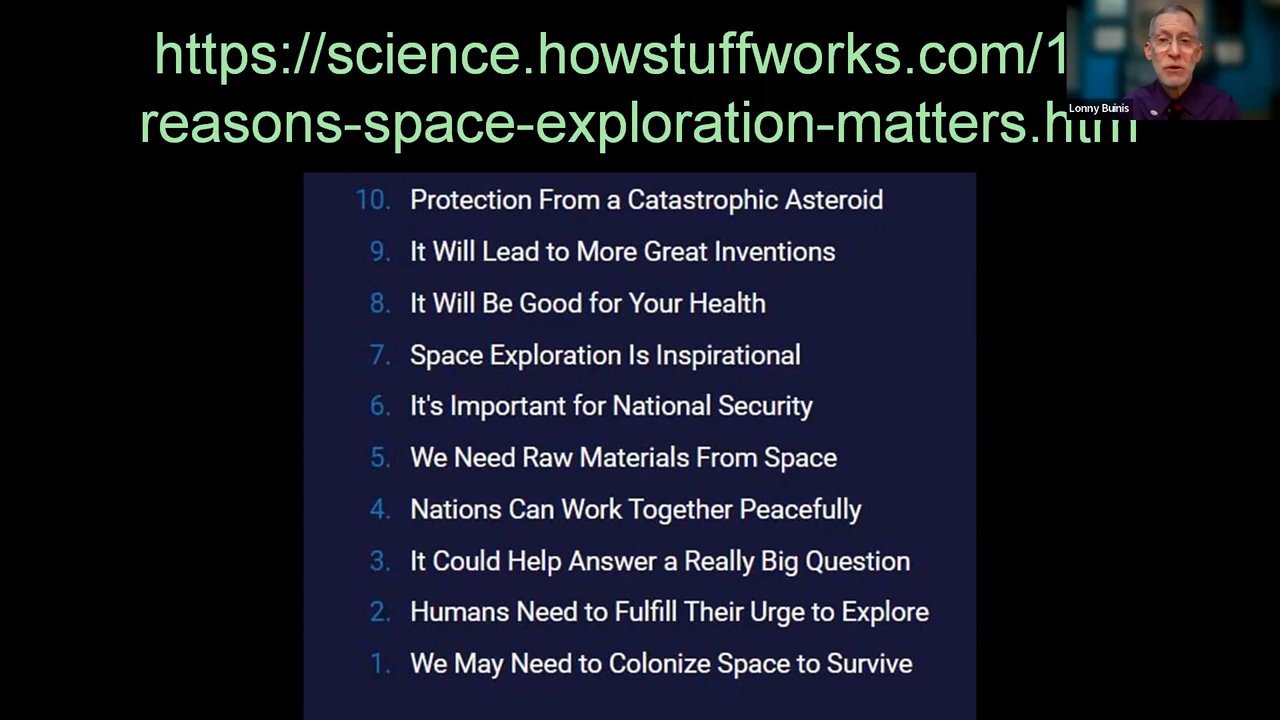 https://science.howstuffworks.com/1
reasons-space-exploration-matters.htm
Lonny Buinis
10. Protection From a Catastrophic Asteroid
9. It Will Lead to More Great Inventions
8. It Will Be Good for Your Health
7. Space Exploration Is Inspirational
6. It's Important for National Security
5. We Need Raw Materials From Space
4. Nations Can Work Together Peacefully
3. It Could Help Answer a Really Big Question
2. Humans Need to Fulfill Their Urge to Explore
1. We May Need to Colonize Space to Survive